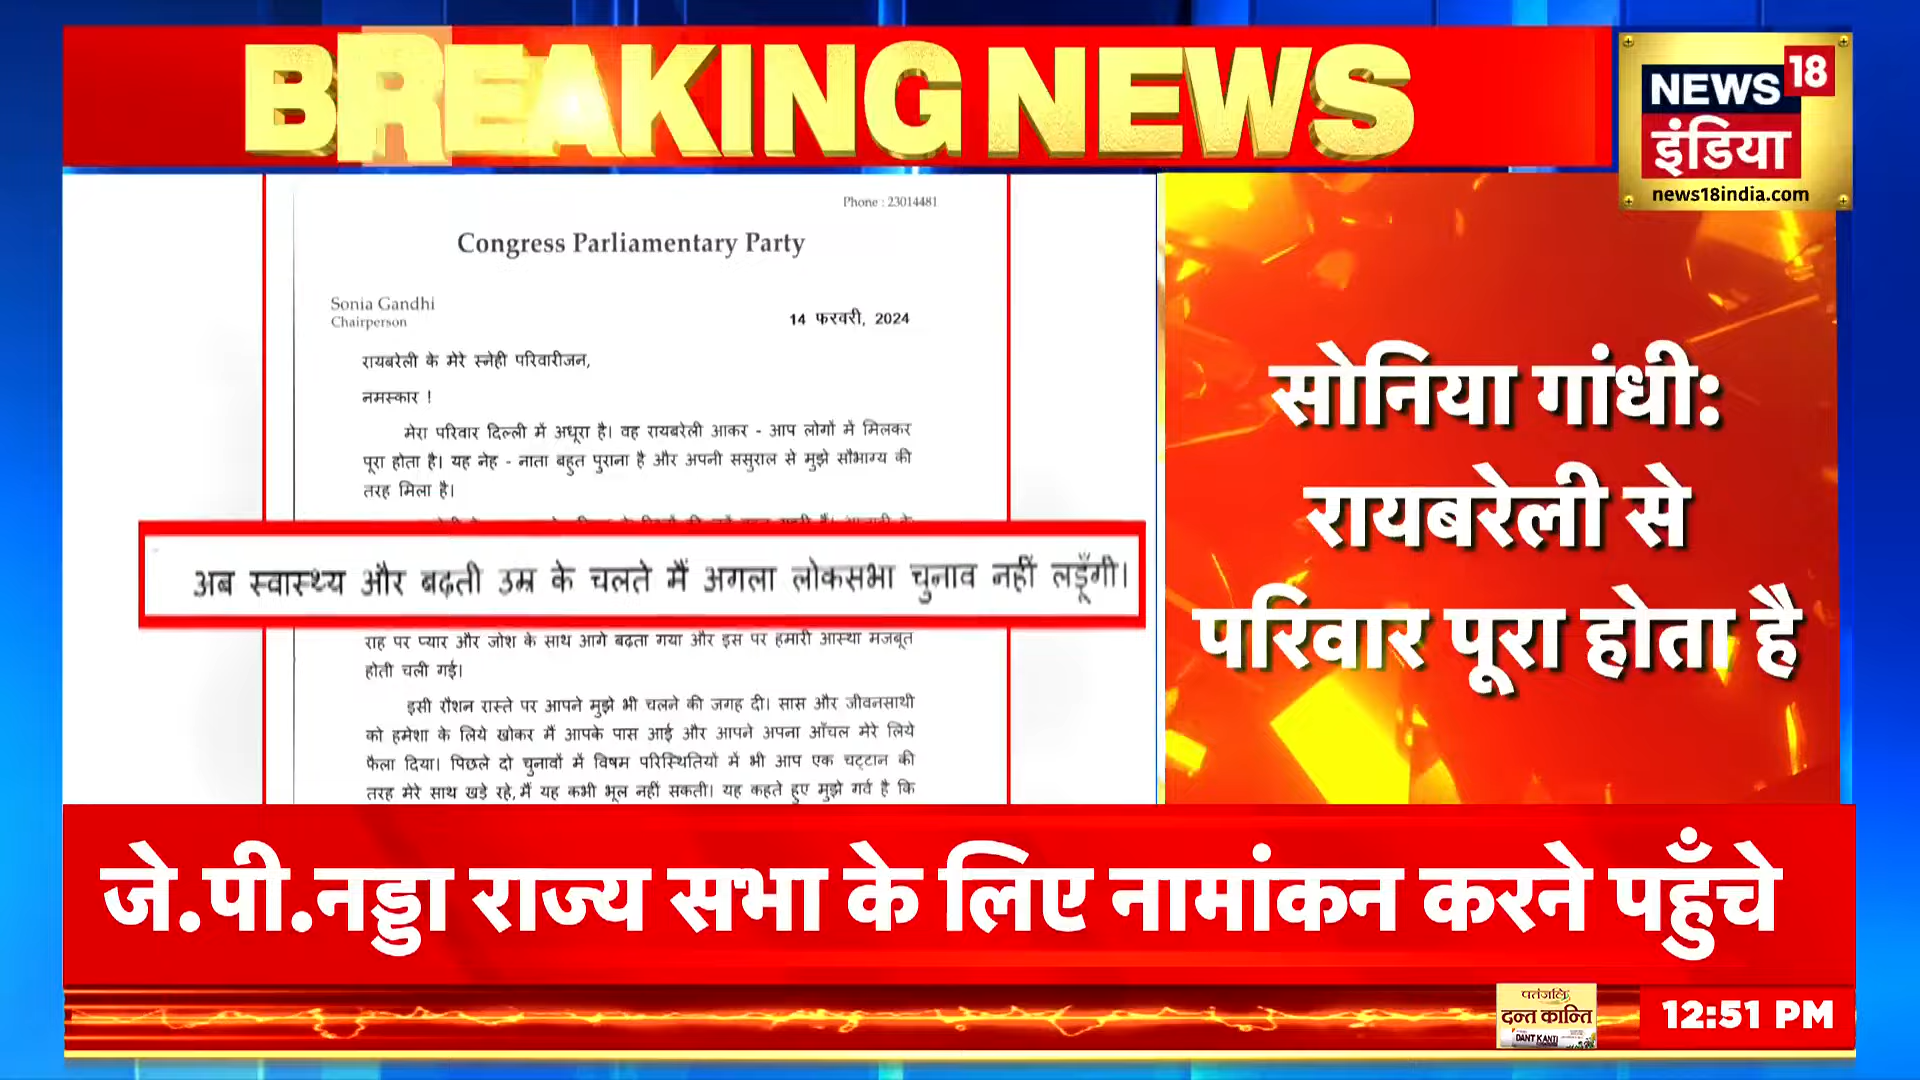 BREAKING NEWS
NEWS 18
इंडिया
news18india.com
Phone : 23014481
Congress Parliamentary Party
Sonia Gandhi
Chairperson
14 फरवरी, 2024
रायबरेली के मेरे स्नेही परिवारीजन,
नमस्कार !
मेरा परिवार दिल्ली में अधूरा है। वह रायबरेली आकर - आप लोगों में मिलकर
पूरा होता है। यह नेह - नाता बहुत पुराना है और अपनी ससुराल से मुझे सौभाग्य की
तरह मिला है।
अब स्वास्थ्य और बढ़ती उम्र के चलते मैं अगला लोकसभा चुनाव नहीं लड़ूँगी।
राह पर प्यार और जोश के साथ आगे बढ़ता गया और इस पर हमारी आस्था मजबूत
होती चली गई।
इसी रौशन रास्ते पर आपने मुझे भी चलने की जगह दी। सास और जीवनसाथी
को हमेशा के लिये खोकर मैं आपके पास आई और आपने अपना आँचल मेरे लिये
फैला दिया। पिछले दो चुनावों में विषम परिस्थितियों में भी आप एक चट्टान की
तरह मेरे साथ खड़े रहे, मैं यह कभी भूल नहीं सकती। यह कहते हुए मुझे गर्व है कि
सोनिया गांधी:
रायबरेली से
परिवार पूरा होता है
जे.पी.नड्डा राज्य सभा के लिए नामांकन करने पहुँचे
पतंजलि
दन्त कान्ति
DANT KANTI
12:51 PM